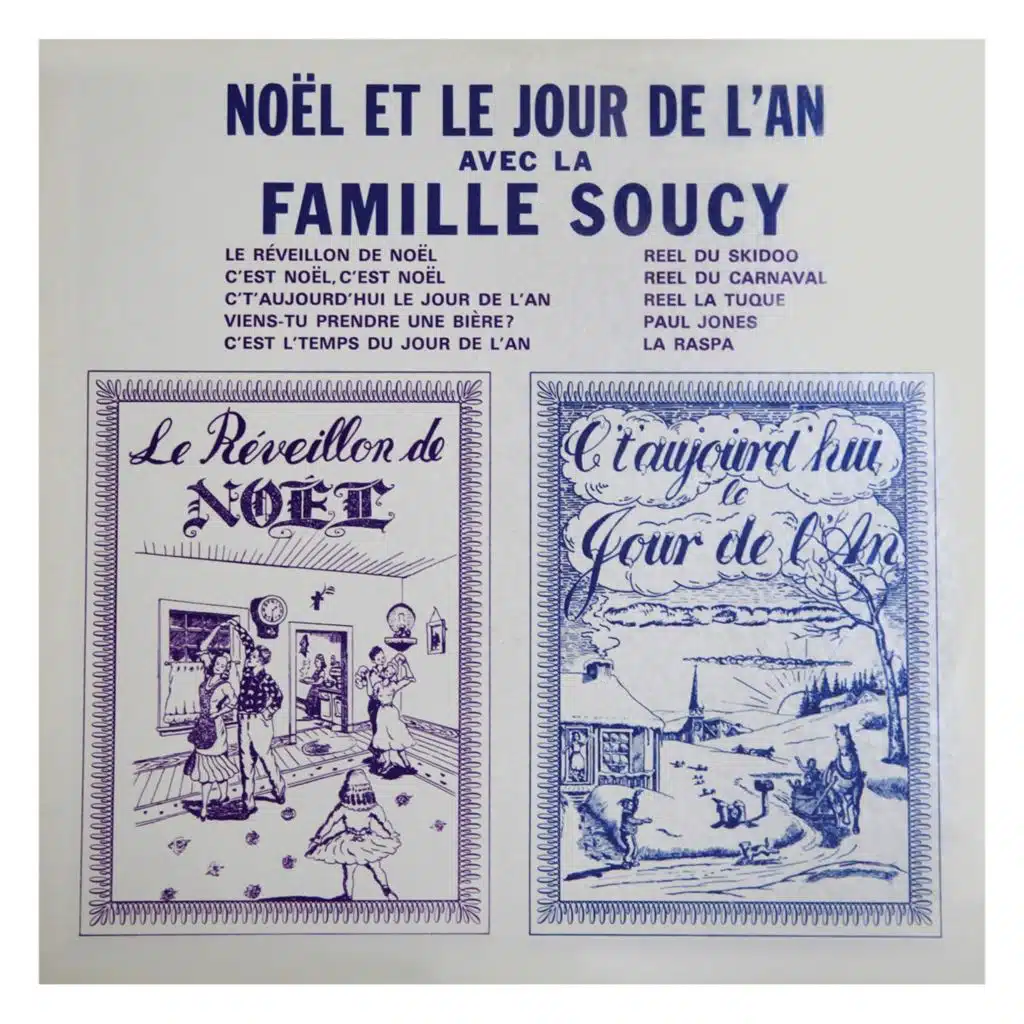 NOËL ET LE JOUR DE L'AN
AVEC LA
FAMILLE SOUCY
LE RÉVEILLON DE NOËL
C'EST NOËL, C'EST NOËL
C'T'AUJOURD'HUI LE JOUR DE L'AN
VIENS-TU PRENDRE UNE BIÈRE?
C'EST L'TEMPS DU JOUR DE L'AN
REEL DU SKIDOO
REEL DU CARNAVAL
REEL LA TUQUE
PAUL JONES
LA RASPA
Le Réveillon de
NOËL
C't'aujourd'hui
le
Jour de l'An